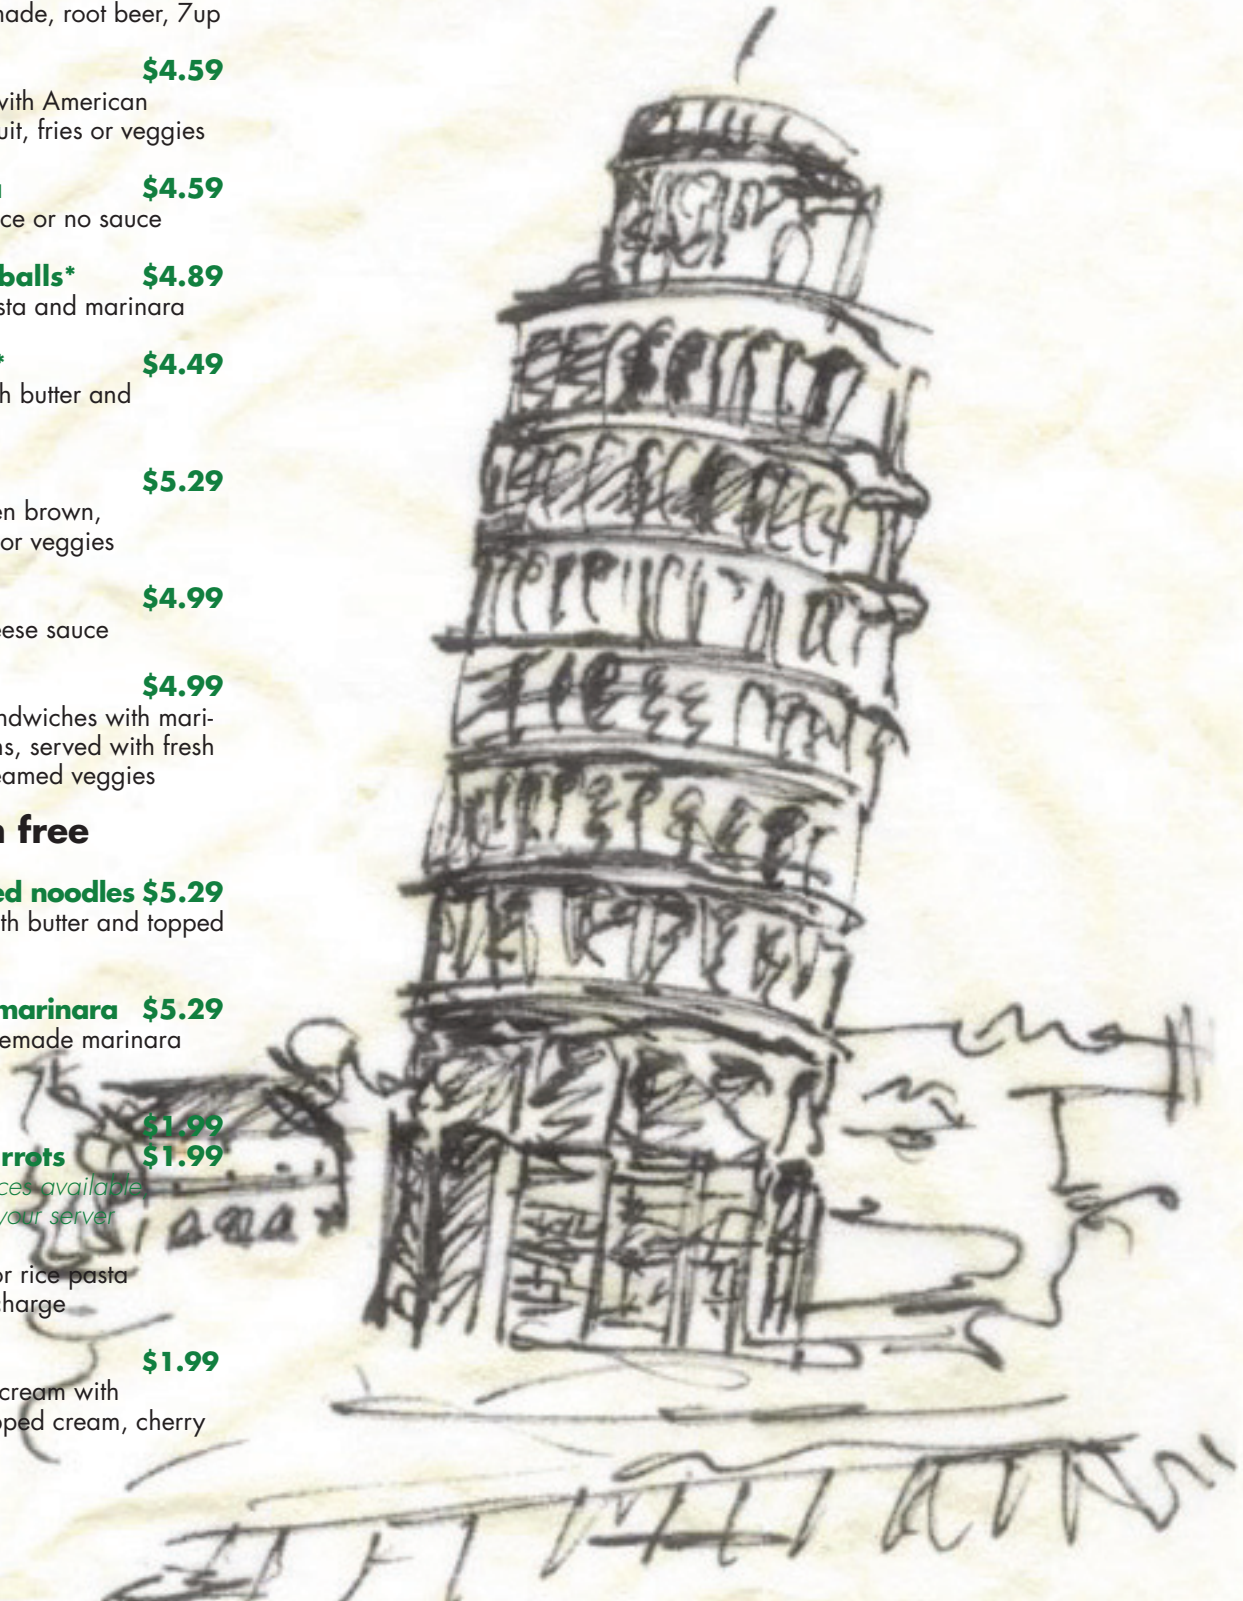 nade, root beer, 7up
$4.59
with American
uit, fries or veggies
$4.59
ce or no sauce
balls* $4.89
sta and marinara
* $4.49
h butter and
$5.29
en brown,
or veggies
$4.99
ese sauce
$4.99
ndwiches with mari-
ns, served with fresh
eamed veggies
n free
ed noodles $5.29
th butter and topped
marinara $5.29
emade marinara
$1.99
rrots $1.99
ces available
your server
or rice pasta
charge
$1.99
cream with
pped cream, cherry